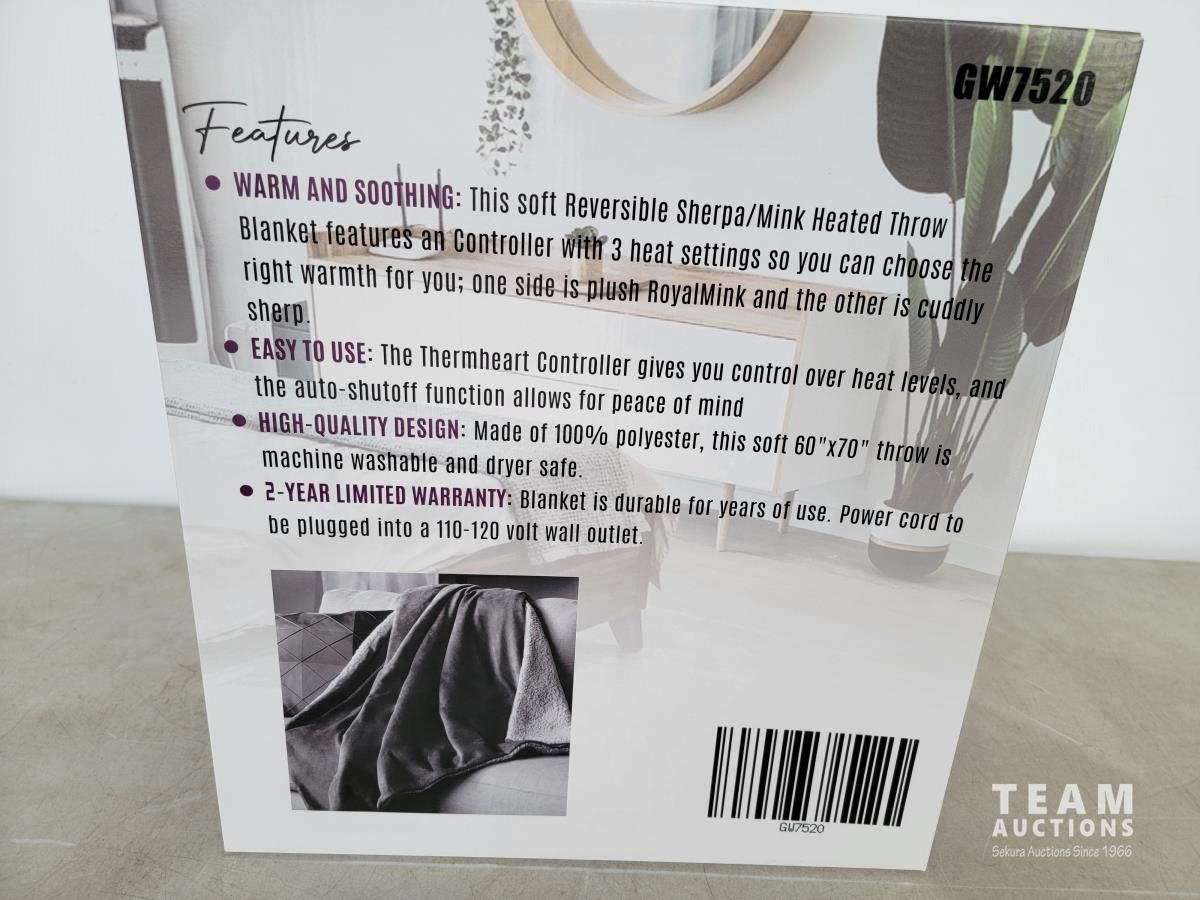 GW7520
Features
• WARM AND SOOTHING: This soft Reversible Sherpa/Mink Heated Throw
Blanket features an Controller with 3 heat settings so you can choose the
right warmth for you; one side is plush RoyalMink and the other is cuddly
sherp.
• EASY TO USE: The Thermheart Controller gives you control over heat levels, and
the auto-shutoff function allows for peace of mind
• HIGH-QUALITY DESIGN: Made of 100% polyester, this soft 60"x70" throw is
machine washable and dryer safe.
• 2-YEAR LIMITED WARRANTY: Blanket is durable for years of use. Power cord to
be plugged into a 110-120 volt wall outlet.
GW7520
TEAM
AUCTIONS
Sekura Auctions Since 1966